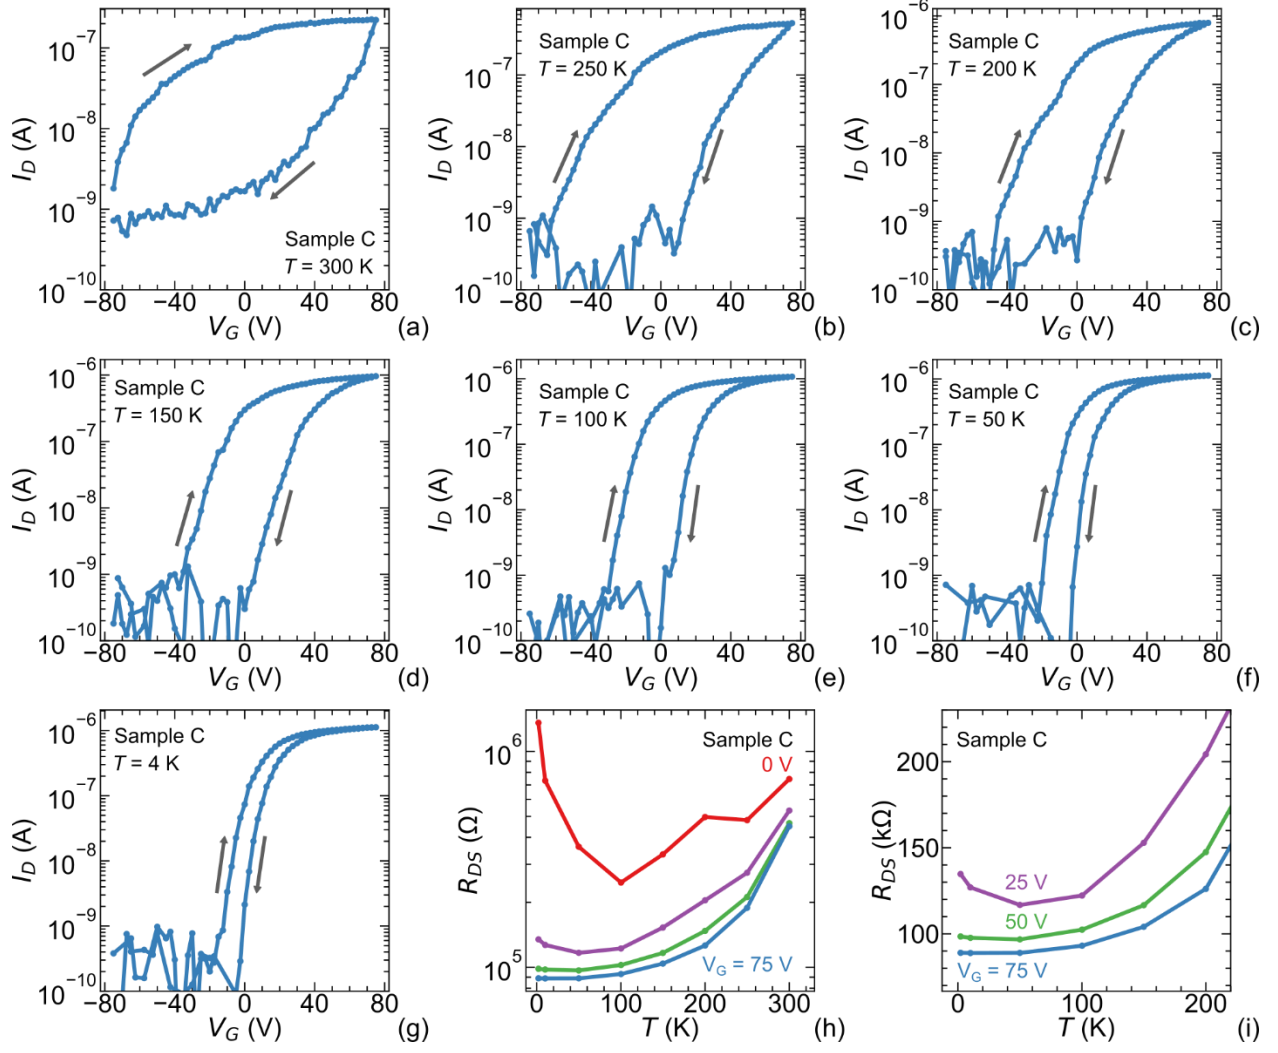 10⁻⁷
10⁻⁸
10⁻⁹
10⁻¹⁰
I_D (A)
Sample C
T = 300 K
−80 −40 0 40 80
V_G (V)
(a)
10⁻⁶
10⁻⁷
10⁻⁸
10⁻⁹
10⁻¹⁰
I_D (A)
Sample C
T = 250 K
−80 −40 0 40 80
V_G (V)
(b)
10⁻⁶
10⁻⁷
10⁻⁸
10⁻⁹
10⁻¹⁰
I_D (A)
Sample C
T = 200 K
−80 −40 0 40 80
V_G (V)
(c)
10⁻⁶
10⁻⁷
10⁻⁸
10⁻⁹
10⁻¹⁰
I_D (A)
Sample C
T = 150 K
−80 −40 0 40 80
V_G (V)
(d)
10⁻⁶
10⁻⁷
10⁻⁸
10⁻⁹
10⁻¹⁰
I_D (A)
Sample C
T = 100 K
−80 −40 0 40 80
V_G (V)
(e)
10⁻⁶
10⁻⁷
10⁻⁸
10⁻⁹
10⁻¹⁰
I_D (A)
Sample C
T = 50 K
−80 −40 0 40 80
V_G (V)
(f)
10⁻⁶
10⁻⁷
10⁻⁸
10⁻⁹
10⁻¹⁰
I_D (A)
Sample C
T = 4 K
−80 −40 0 40 80
V_G (V)
(g)
10⁶
10⁵
R_DS (Ω)
Sample C
0 V
V_G = 75 V
0 100 200 300
T (K)
(h)
200
150
100
R_DS (kΩ)
Sample C
25 V
50 V
V_G = 75 V
0 100 200
T (K)
(i)